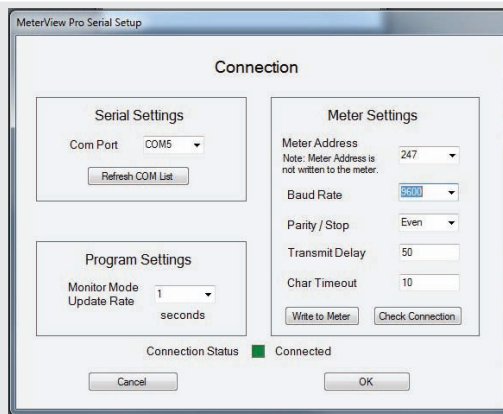 MeterView Pro Serial Setup
Connection
Serial Settings
Com Port COM5
Refresh COM List
Program Settings
Monitor Mode
Update Rate 1
seconds
Meter Settings
Meter Address
Note: Meter Address is
not written to the meter.
247
Baud Rate 9600
Parity / Stop Even
Transmit Delay 50
Char Timeout 10
Write to Meter Check Connection
Connection Status Connected
Cancel OK